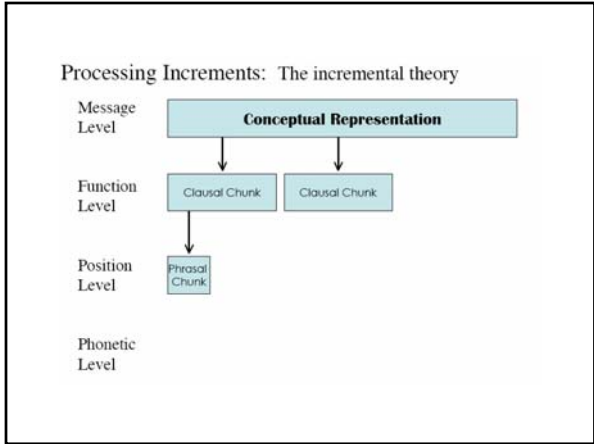 Processing Increments: The incremental theory
Message
Level
Conceptual Representation
Function
Level
Clausal Chunk
Clausal Chunk
Position
Level
Phrasal
Chunk
Phonetic
Level